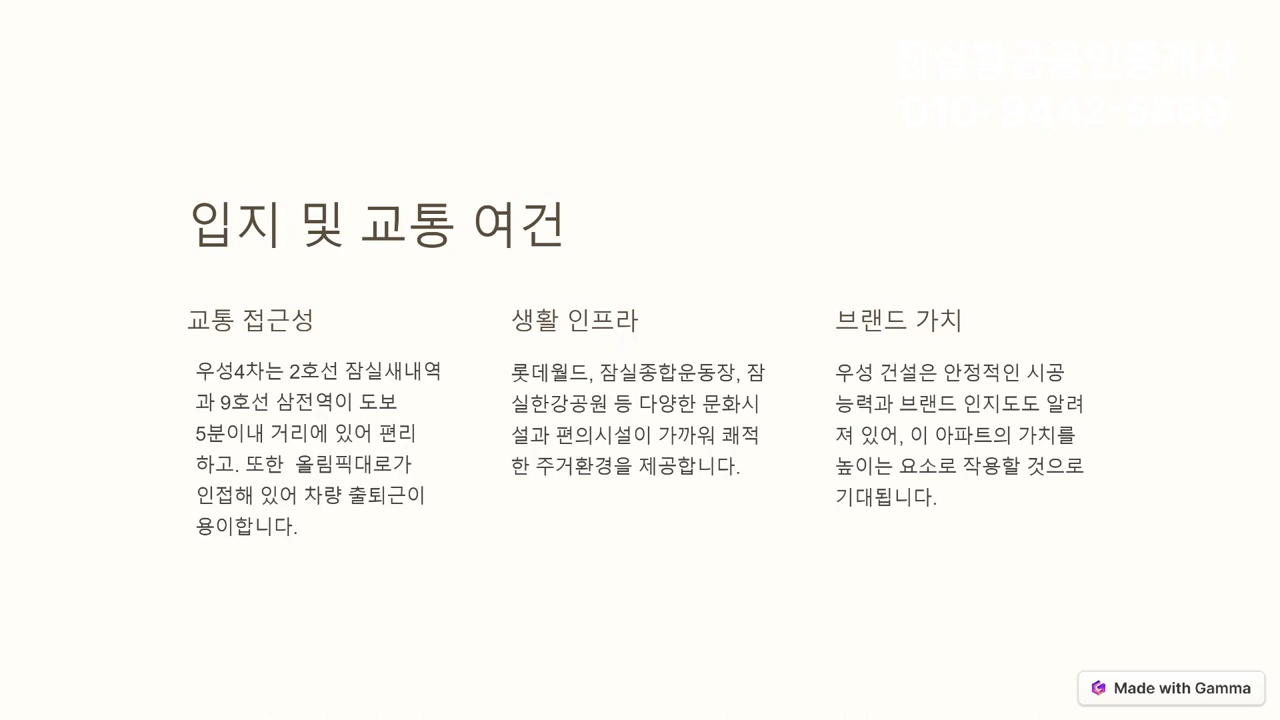 입지 및 교통 여건
교통 접근성
우성4차는 2호선 잠실새내역
과 9호선 삼전역이 도보
5분이내 거리에 있어 편리
하고. 또한 올림픽대로가
인접해 있어 차량 출퇴근이
용이합니다.
생활 인프라
롯데월드, 잠실종합운동장, 잠
실한강공원 등 다양한 문화시
설과 편의시설이 가까워 쾌적
한 주거환경을 제공합니다.
브랜드 가치
우성 건설은 안정적인 시공
능력과 브랜드 인지도도 알려
져 있어, 이 아파트의 가치를
높이는 요소로 작용할 것으로
기대됩니다.
Made with Gamma